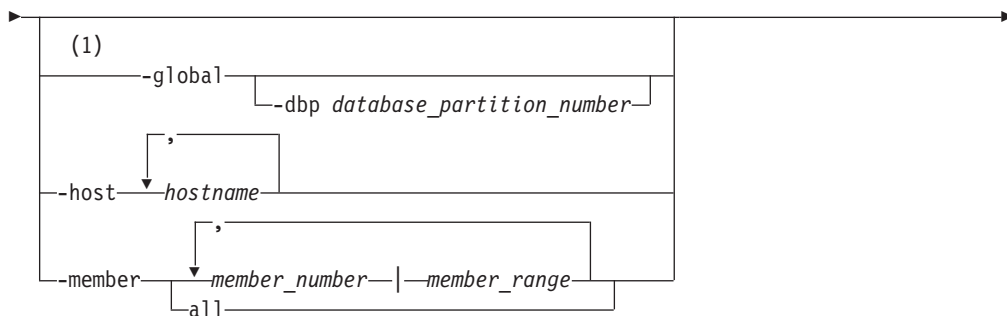 (1)
-global
-dbp database_partition_number
,
-host hostname
,
-member member_number | member_range
all